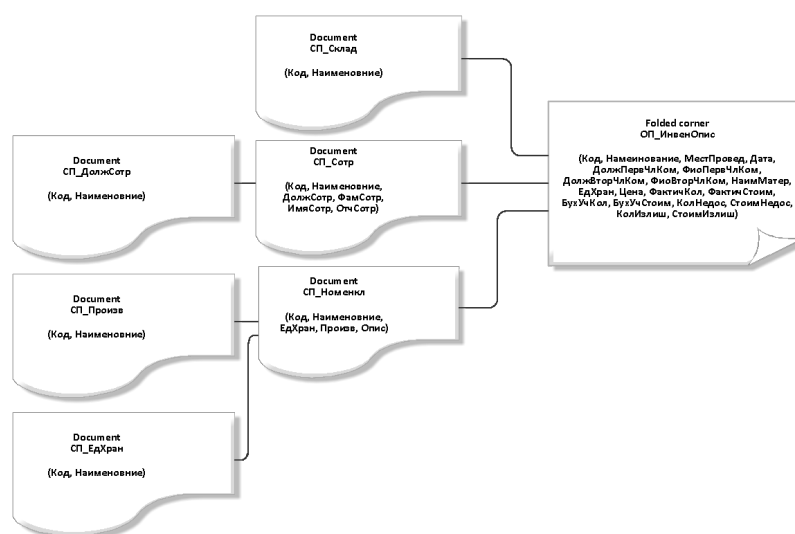 Document
СП_Склад
(Код, Наименовние)
Folded corner
ОП_ИнвенОпис
(Код, Намеинование, МестПровед, Дата,
ДолжПервЧлКом, ФиоПервЧлКом,
ДолжВторЧлКом, ФиоВторЧлКом, НаимМатер,
ЕдХран, Цена, ФактичКол, ФактичСтоим,
БухУчКол, БухУчСтоим, КолНедос, СтоимНедос,
КолИзлиш, СтоимИзлиш)
Document
СП_ДолжСотр
(Код, Наименовние)
Document
СП_Сотр
(Код, Наименовние,
ДолжСотр, ФамСотр,
ИмяСотр, ОтчСотр)
Document
СП_Произв
(Код, Наименовние)
Document
СП_Номенкл
(Код, Наименовние,
ЕдХран, Произв, Опис)
Document
СП_ЕдХран
(Код, Наименовние)